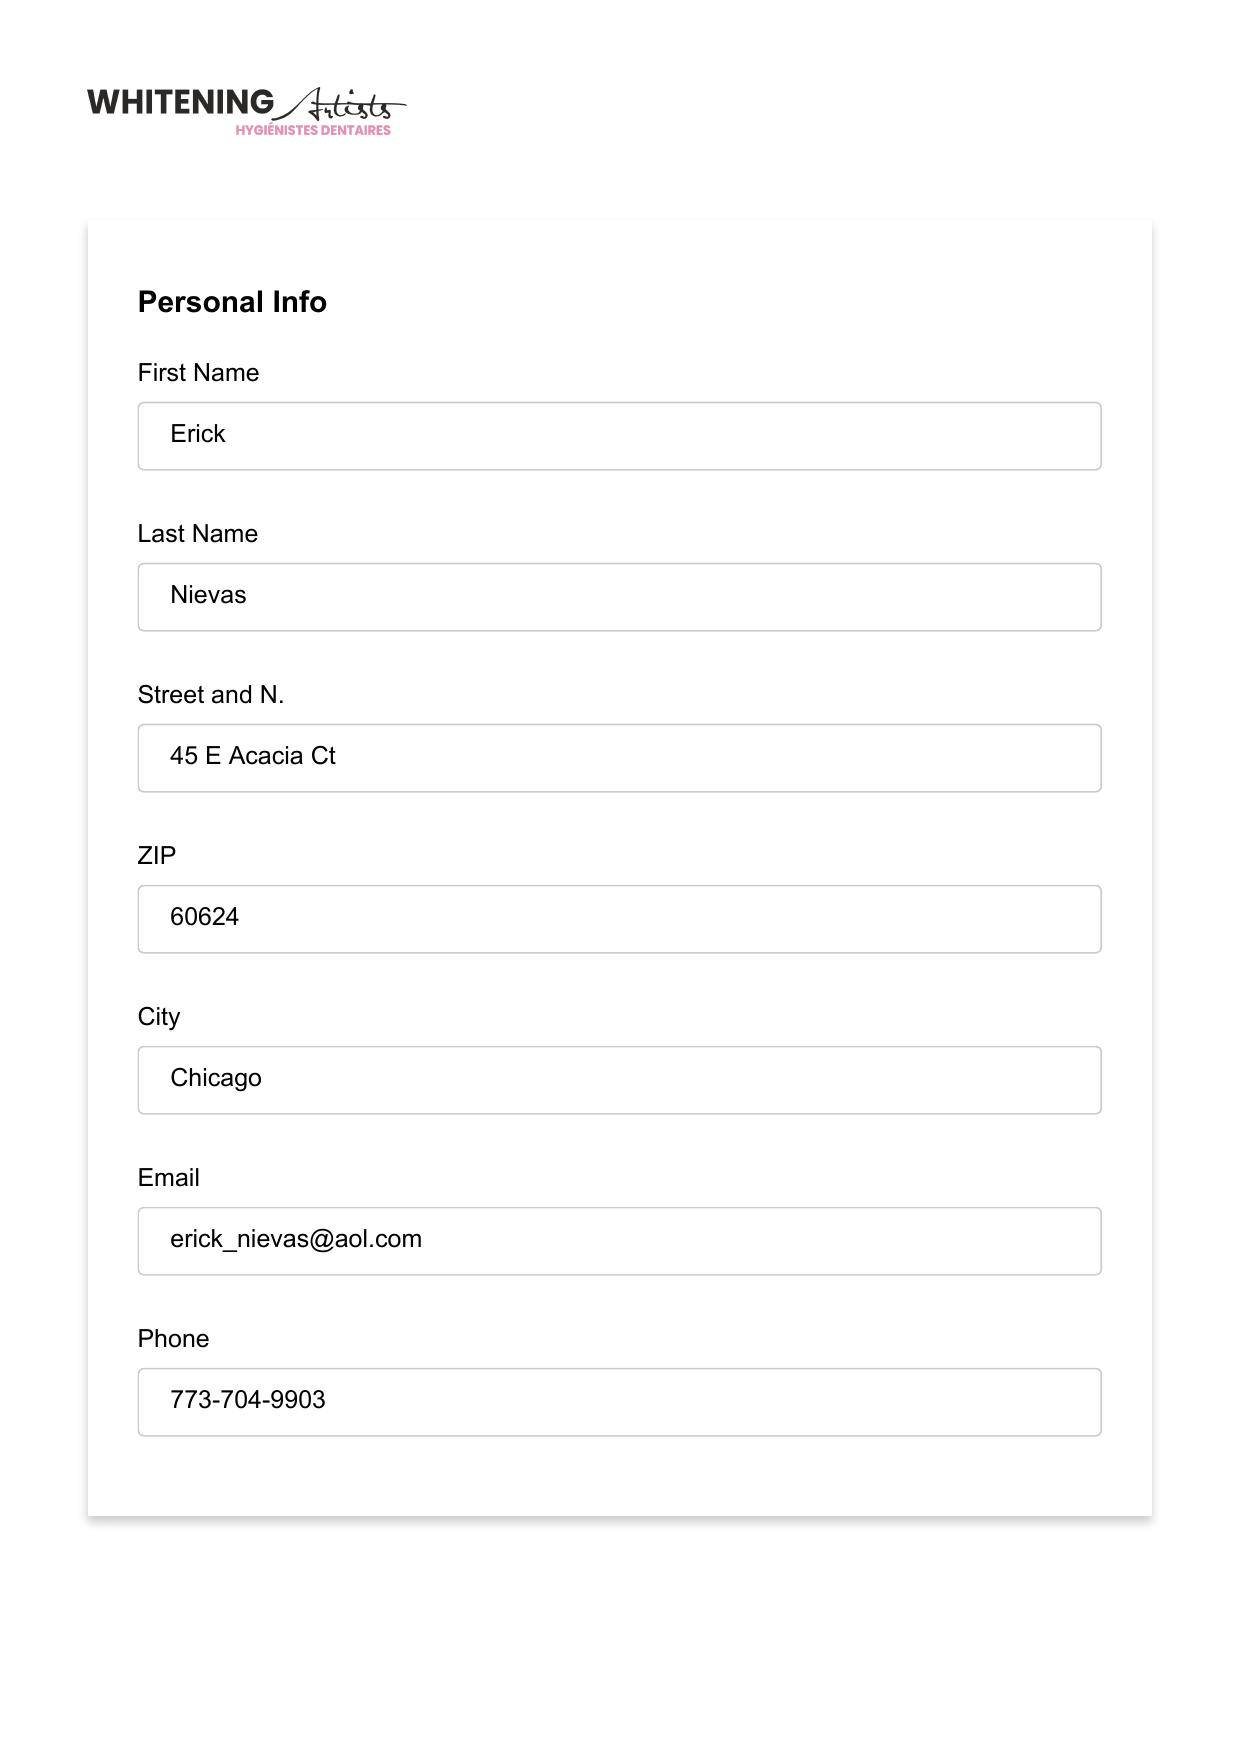 WHITENING Artists
HYGIÉNISTES DENTAIRES
Personal Info
First Name
Erick
Last Name
Nievas
Street and N.
45 E Acacia Ct
ZIP
60624
City
Chicago
Email
erick_nievas@aol.com
Phone
773-704-9903